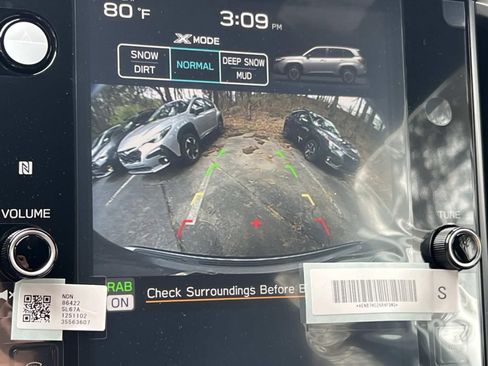 80 °F
3:09 PM
X MODE
SNOW
DIRT
NORMAL
DEEP SNOW
MUD
VOLUME
TUNE
RAB
ON
Check Surroundings Before B
NDN
86422
SL67A
1251102
35563607
S